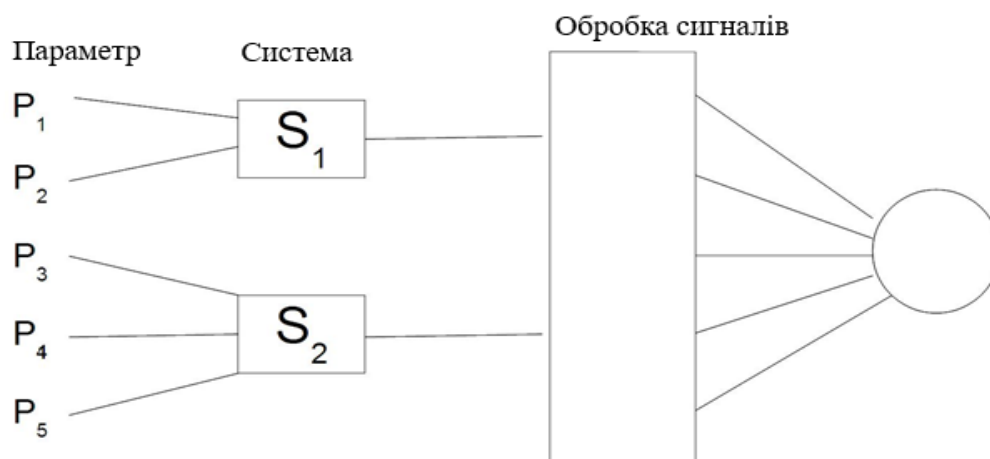 Обробка сигналів
Параметр
Система
P1
S1
P2
P3
S2
P4
P5